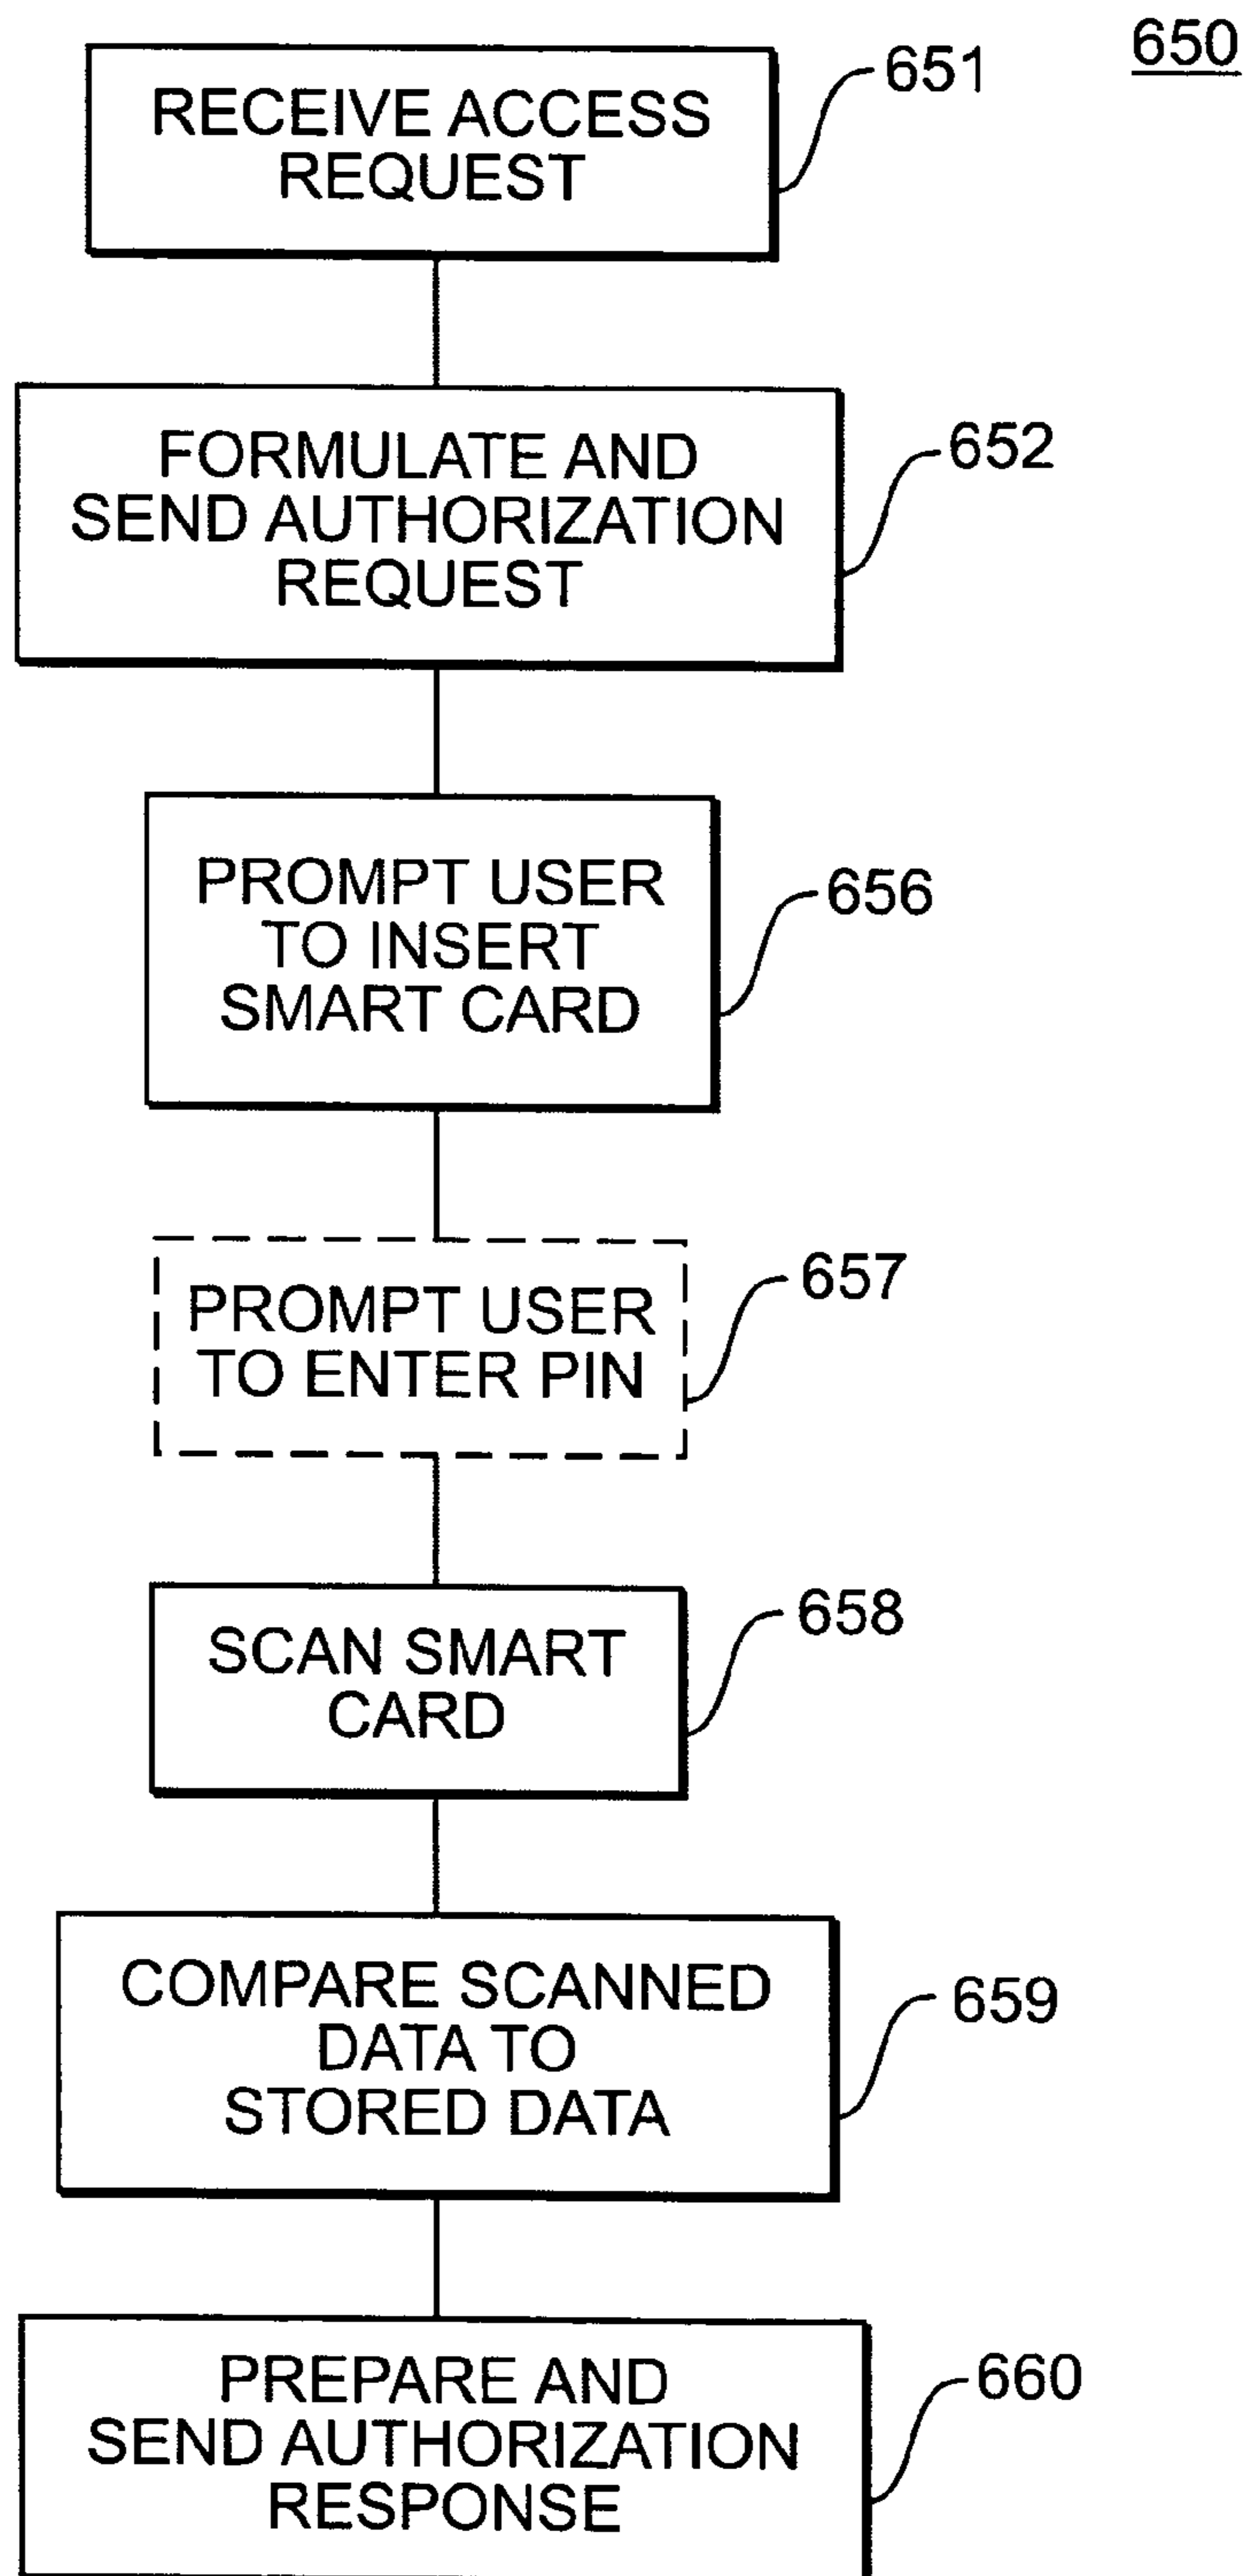 650
651
RECEIVE ACCESS
REQUEST
652
FORMULATE AND
SEND AUTHORIZATION
REQUEST
656
PROMPT USER
TO INSERT
SMART CARD
657
PROMPT USER
TO ENTER PIN
658
SCAN SMART
CARD
659
COMPARE SCANNED
DATA TO
STORED DATA
660
PREPARE AND
SEND AUTHORIZATION
RESPONSE